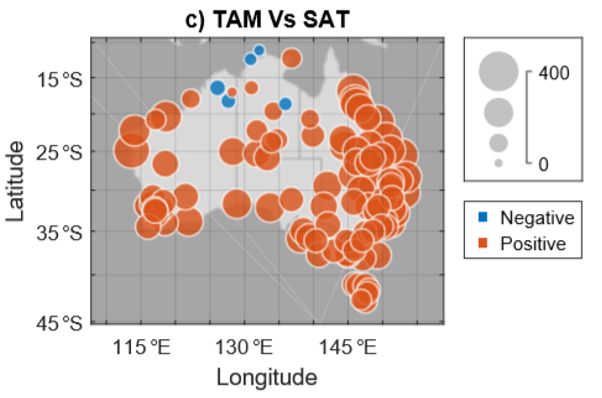 c) TAM Vs SAT
15°S
25°S
35°S
45°S
Latitude
115°E
130°E
145°E
Longitude
400
0
Negative
Positive